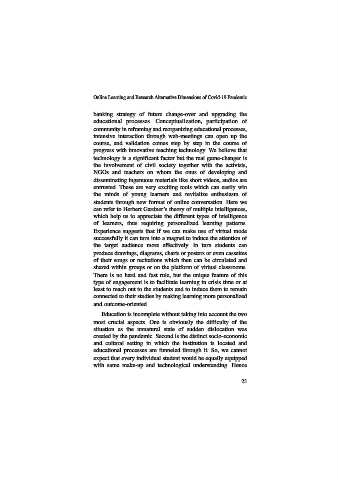 Online Learning and Research Alternative Dimensions of Covid-19 Pandemic
banking strategy of future change-over and upgrading the
educational processes. Conceptualization, participation of
community in reframing and reorganizing educational processes,
intensive interaction through web-meetings can open up the
course, and validation comes step by step in the course of
progress with innovative teaching technology. We believe that
technology is a significant factor but the real game-changer is
the involvement of civil society together with the activists,
NGOs and teachers on whom the onus of developing and
disseminating ingenuous materials like short videos, audios are
entrusted. These are very exciting tools which can easily win
the minds of young learners and revitalize enthusiasm of
students through new format of online conversation. Here we
can refer to Herbert Gardner's theory of multiple intelligences,
which help us to appreciate the different types of intelligence
of learners, thus requiring personalized learning patterns.
Experience suggests that if we can make use of virtual mode
successfully it can turn into a magnet to induce the attention of
the target audience more effectively. In turn students can
produce drawings, diagrams, charts or posters or even cassettes
of their songs or recitations which then can be circulated and
shared within groups or on the platform of virtual classrooms.
There is no hard and fast rule, but the unique feature of this
type of engagement is to facilitate learning in crisis time or at
least to reach out to the students and to induce them to remain
connected to their studies by making learning more personalized
and outcome-oriented.
Education is incomplete without taking into account the two
most crucial aspects. One is obviously the difficulty of the
situation as the unnatural state of sudden dislocation was
created by the pandemic. Second is the distinct socio-economic
and cultural setting in which the institution is located and
educational processes are funneled through it. So, we cannot
expect that every individual student would be equally equipped
with same make-up and technological understanding. Hence